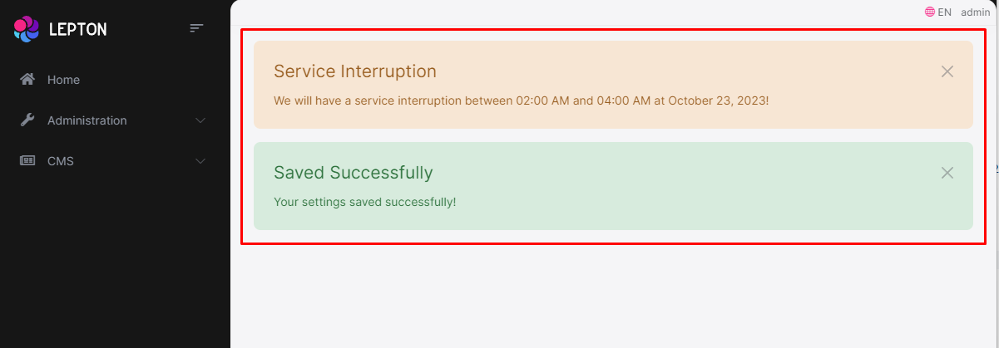 LEPTON
EN admin
Home
Administration
CMS
Service Interruption
We will have a service interruption between 02:00 AM and 04:00 AM at October 23, 2023!
Saved Successfully
Your settings saved successfully!